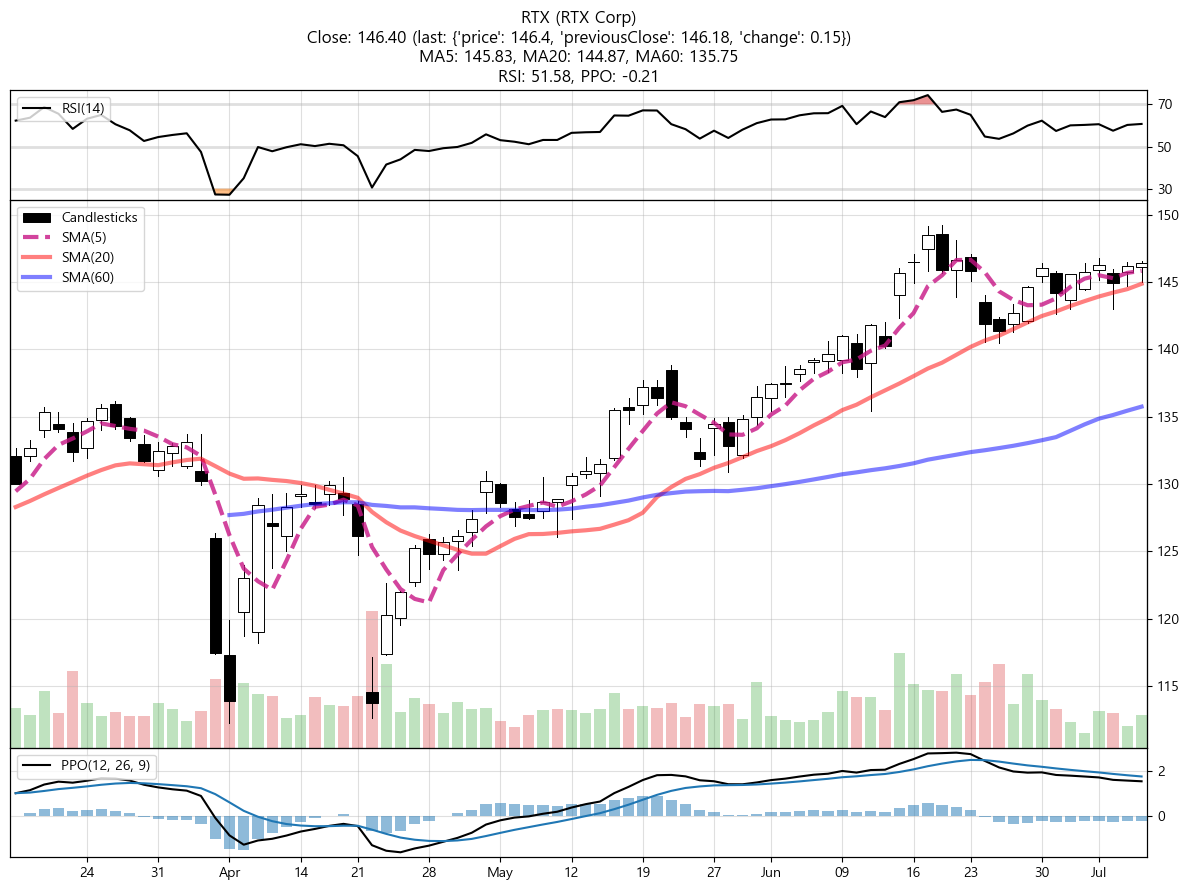 RTX (RTX Corp)
Close: 146.40 (last: {'price': 146.4, 'previousClose': 146.18, 'change': 0.15})
MA5: 145.83, MA20: 144.87, MA60: 135.75
RSI: 51.58, PPO: -0.21
RSI(14)
70
50
30
Candlesticks
SMA(5)
SMA(20)
SMA(60)
150
145
140
135
130
125
120
115
PPO(12, 26, 9)
2
0
24 31 Apr 14 21 28 May 12 19 27 Jun 09 16 23 30 Jul